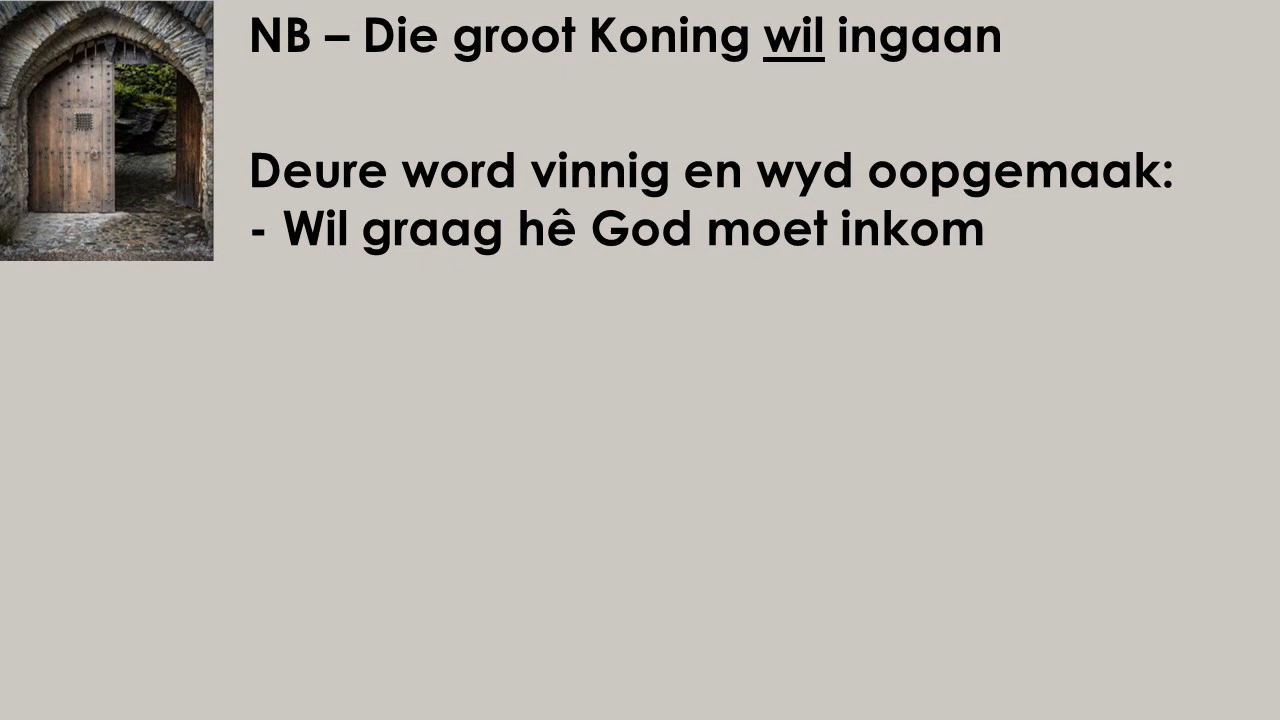 NB – Die groot Koning wil ingaan
Deure word vinnig en wyd oopgemaak:
- Wil graag hê God moet inkom